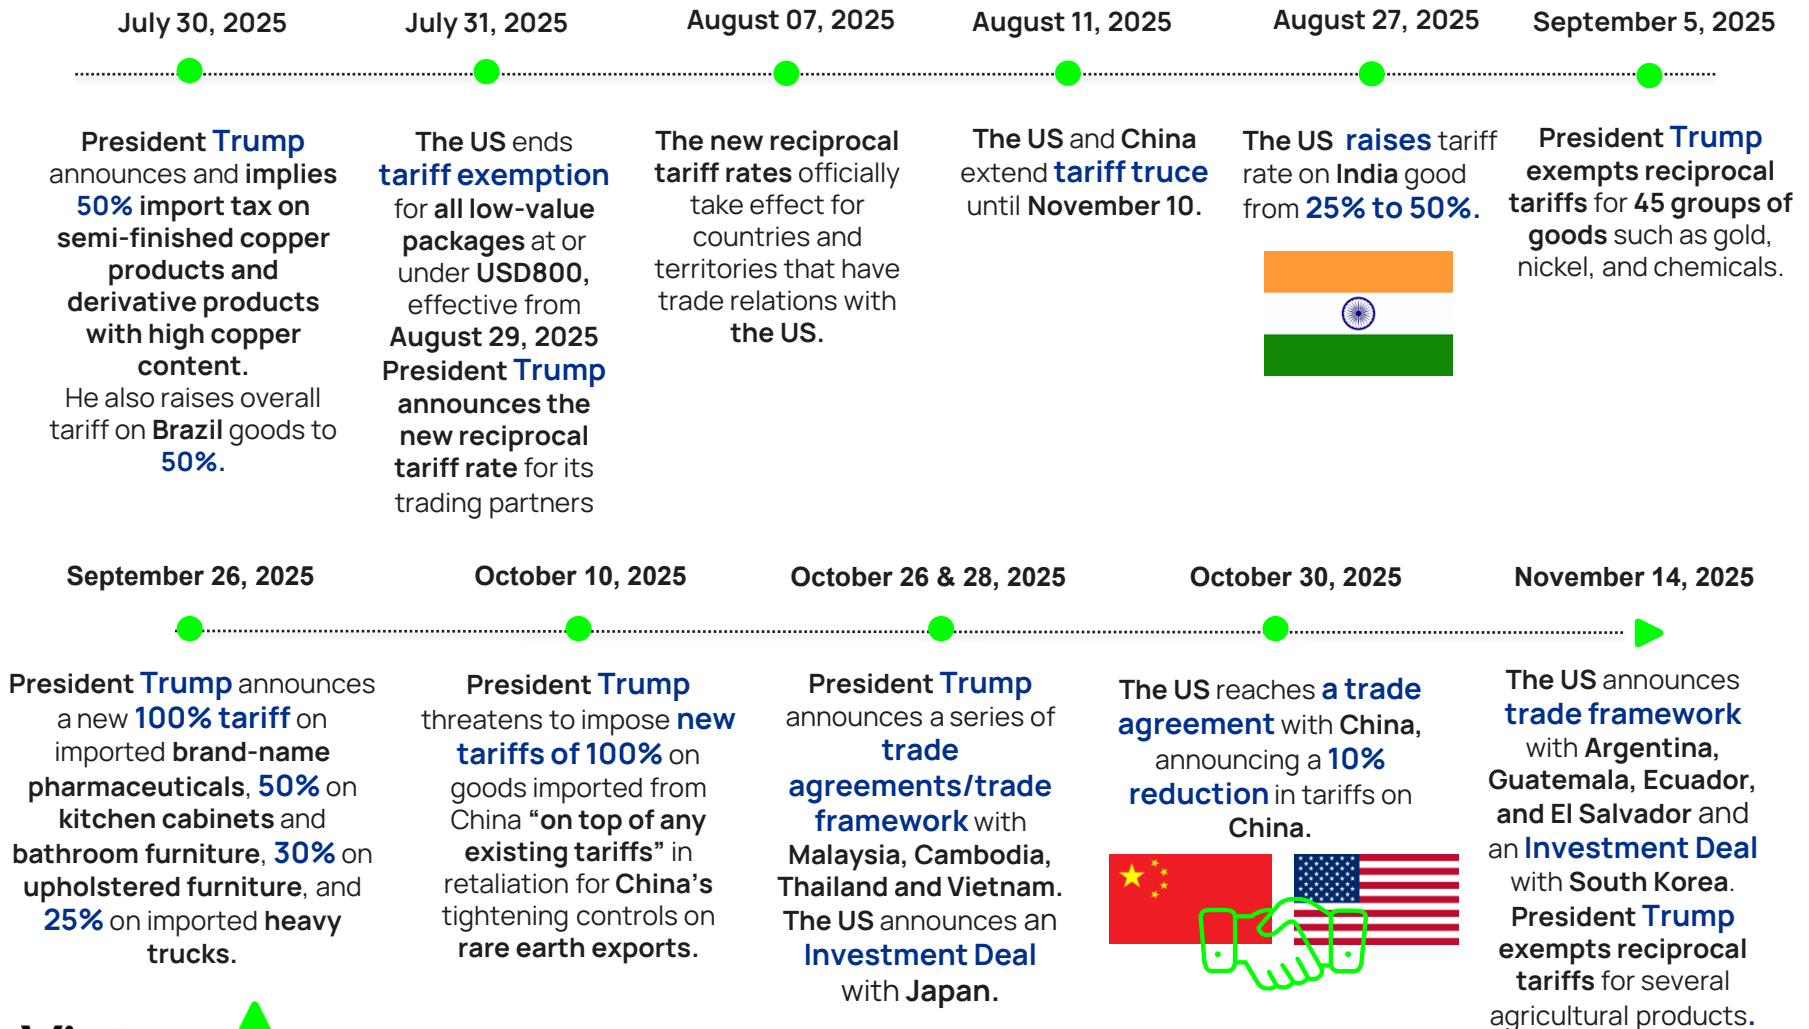 July 30, 2025
July 31, 2025
August 07, 2025
August 11, 2025
August 27, 2025
September 5, 2025
President Trump
announces and implies
50% import tax on
semi-finished copper
products and
derivative products
with high copper
content.
He also raises overall
tariff on Brazil goods to
50%.
The US ends
tariff exemption
for all low-value
packages at or
under USD800,
effective from
August 29, 2025
President Trump
announces the
new reciprocal
tariff rate for its
trading partners
The new reciprocal
tariff rates officially
take effect for
countries and
territories that have
trade relations with
the US.
The US and China
extend tariff truce
until November 10.
The US raises tariff
rate on India good
from 25% to 50%.
President Trump
exempts reciprocal
tariffs for 45 groups of
goods such as gold,
nickel, and chemicals.
September 26, 2025
October 10, 2025
October 26 & 28, 2025
October 30, 2025
November 14, 2025
President Trump announces
a new 100% tariff on
imported brand-name
pharmaceuticals, 50% on
kitchen cabinets and
bathroom furniture, 30% on
upholstered furniture, and
25% on imported heavy
trucks.
President Trump
threatens to impose new
tariffs of 100% on
goods imported from
China “on top of any
existing tariffs” in
retaliation for China’s
tightening controls on
rare earth exports.
President Trump
announces a series of
trade
agreements/trade
framework with
Malaysia, Cambodia,
Thailand and Vietnam.
The US announces an
Investment Deal
with Japan.
The US reaches a trade
agreement with China,
announcing a 10%
reduction in tariffs on
China.
The US announces
trade framework
with Argentina,
Guatemala, Ecuador,
and El Salvador and
an Investment Deal
with South Korea.
President Trump
exempts reciprocal
tariffs for several
agricultural products.